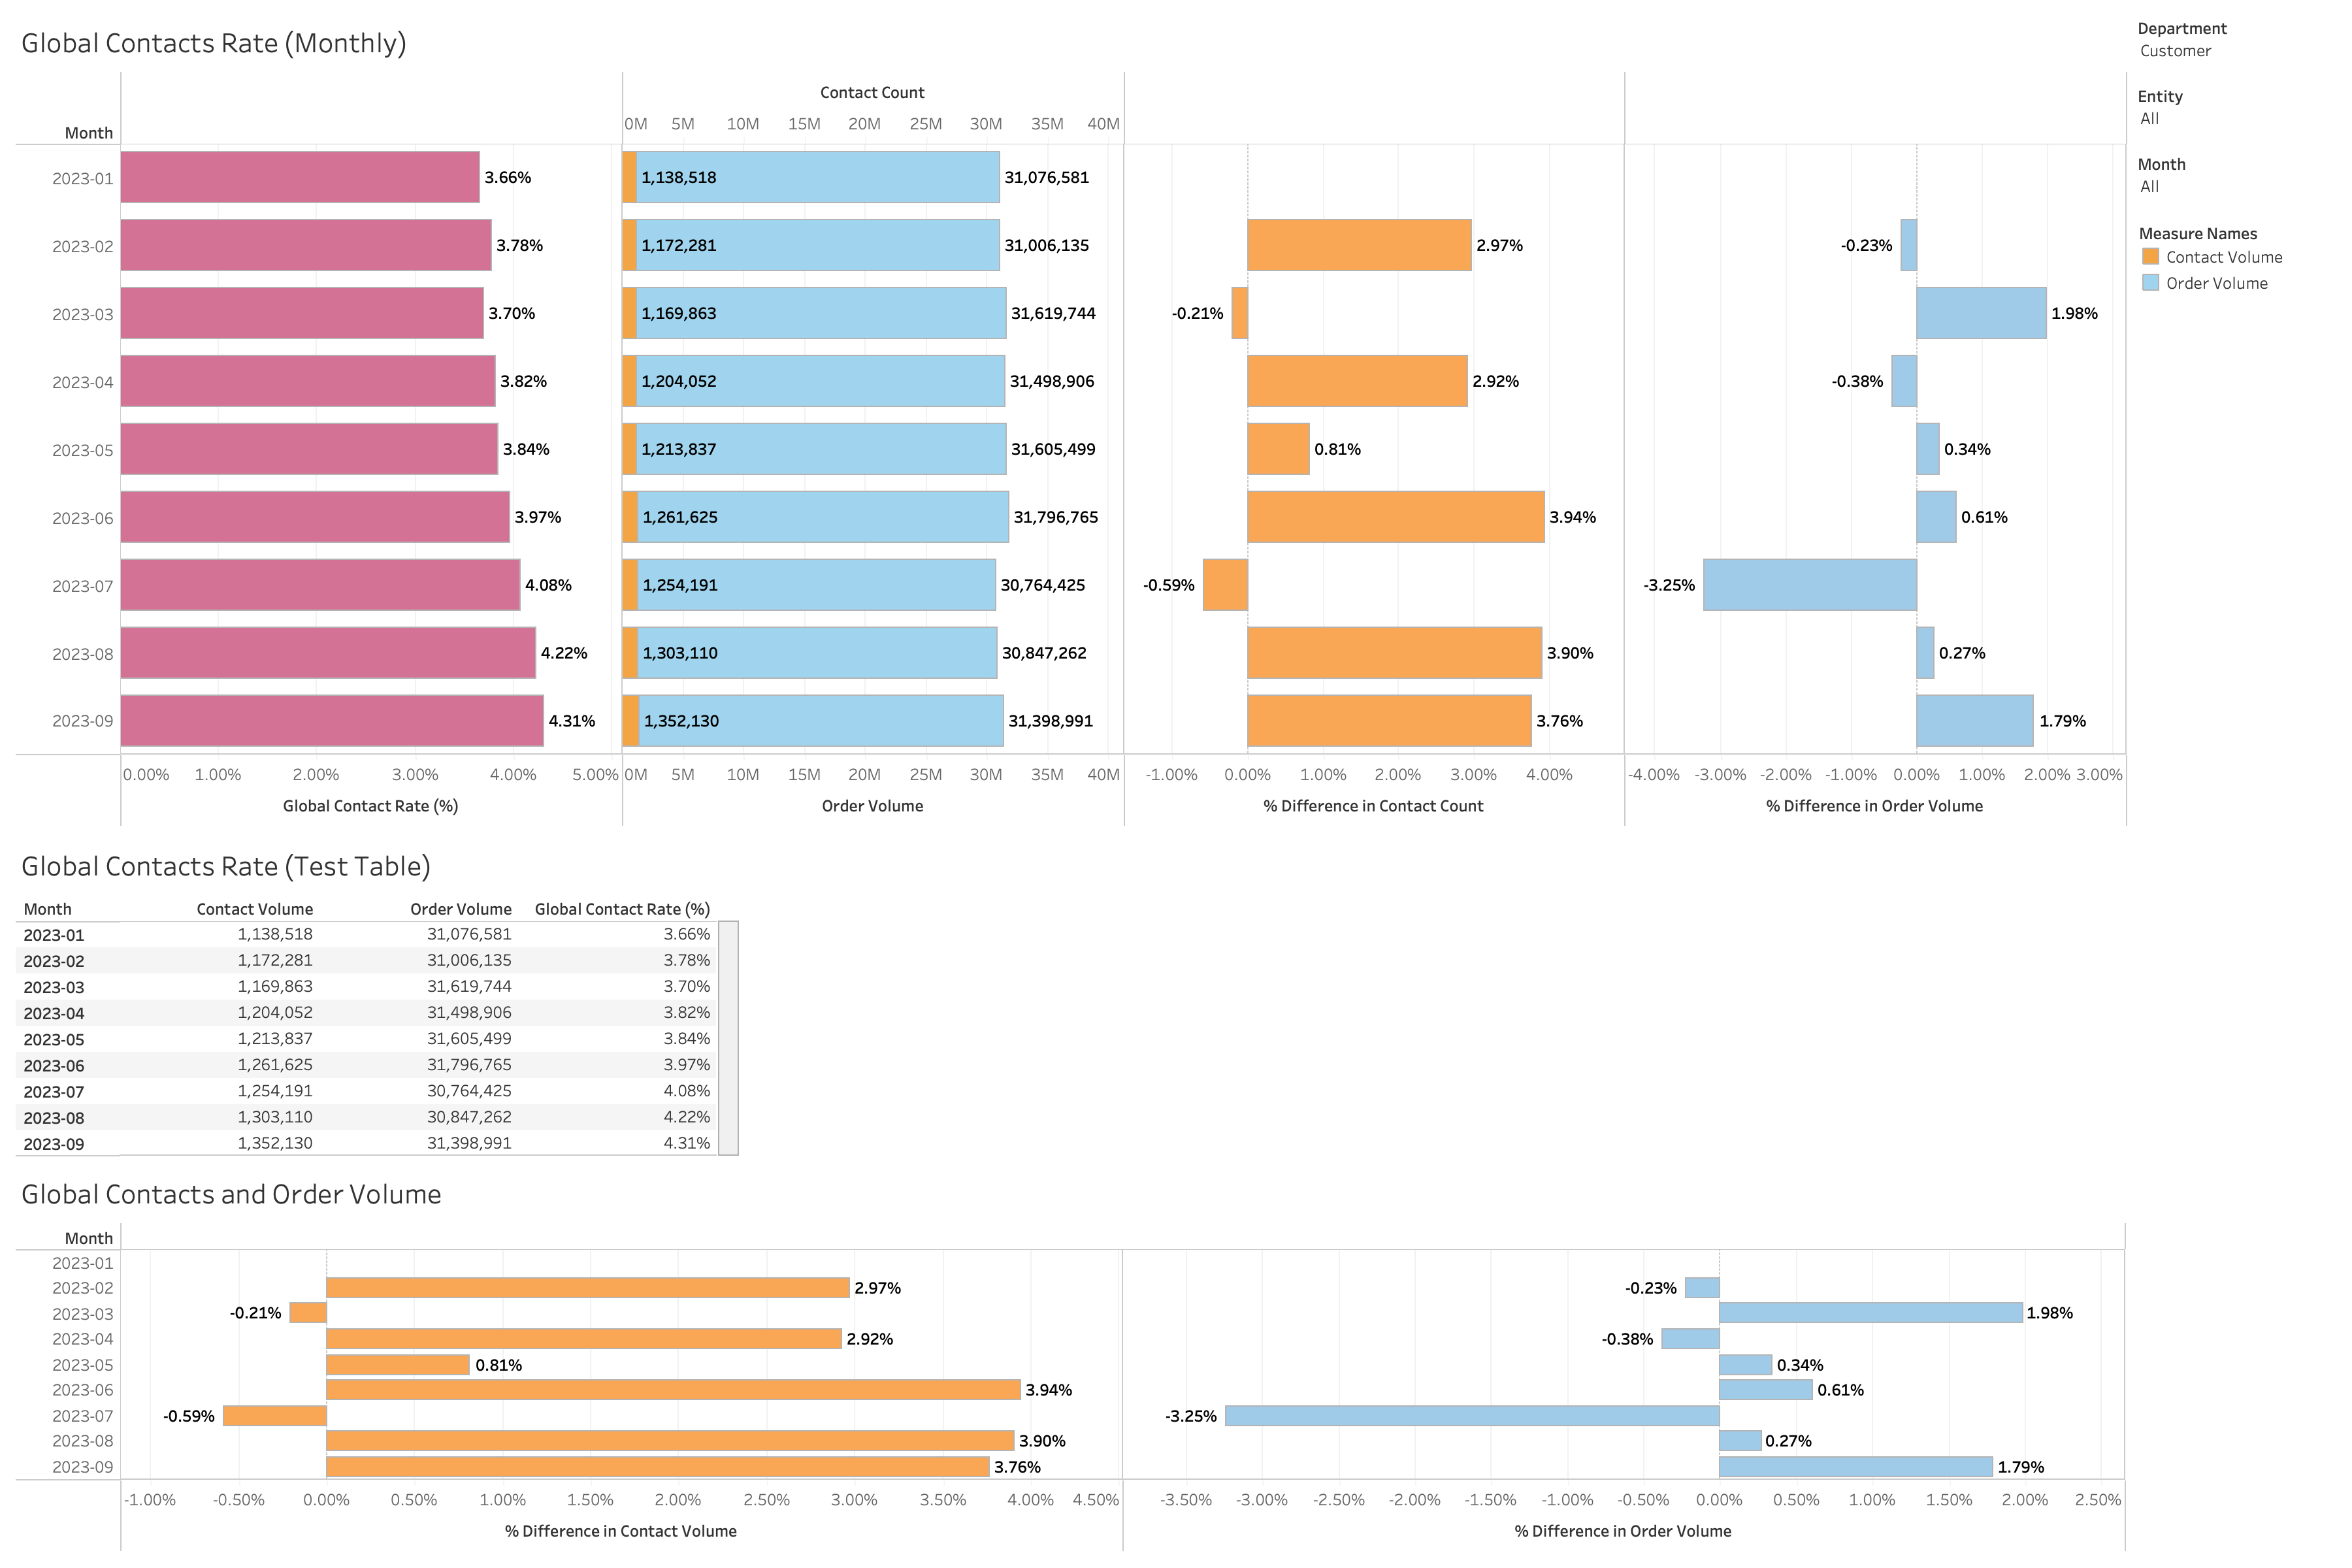 Global Contacts Rate (Monthly)
Department
Customer
Entity
All
Month
All
Measure Names
Contact Volume
Order Volume
Contact Count
0M 5M 10M 15M 20M 25M 30M 35M 40M
Month
2023-01 3.66% 1,138,518 31,076,581
2023-02 3.78% 1,172,281 31,006,135 2.97% -0.23%
2023-03 3.70% 1,169,863 31,619,744 -0.21% 1.98%
2023-04 3.82% 1,204,052 31,498,906 2.92% -0.38%
2023-05 3.84% 1,213,837 31,605,499 0.81% 0.34%
2023-06 3.97% 1,261,625 31,796,765 3.94% 0.61%
2023-07 4.08% 1,254,191 30,764,425 -0.59% -3.25%
2023-08 4.22% 1,303,110 30,847,262 3.90% 0.27%
2023-09 4.31% 1,352,130 31,398,991 3.76% 1.79%
0.00% 1.00% 2.00% 3.00% 4.00% 5.00% 0M 5M 10M 15M 20M 25M 30M 35M 40M -1.00% 0.00% 1.00% 2.00% 3.00% 4.00% -4.00% -3.00% -2.00% -1.00% 0.00% 1.00% 2.00% 3.00%
Global Contact Rate (%) Order Volume % Difference in Contact Count % Difference in Order Volume
Global Contacts Rate (Test Table)
Month Contact Volume Order Volume Global Contact Rate (%)
2023-01 1,138,518 31,076,581 3.66%
2023-02 1,172,281 31,006,135 3.78%
2023-03 1,169,863 31,619,744 3.70%
2023-04 1,204,052 31,498,906 3.82%
2023-05 1,213,837 31,605,499 3.84%
2023-06 1,261,625 31,796,765 3.97%
2023-07 1,254,191 30,764,425 4.08%
2023-08 1,303,110 30,847,262 4.22%
2023-09 1,352,130 31,398,991 4.31%
Global Contacts and Order Volume
Month
2023-01
2023-02 2.97% -0.23%
2023-03 -0.21% 1.98%
2023-04 2.92% -0.38%
2023-05 0.81% 0.34%
2023-06 3.94% 0.61%
2023-07 -0.59% -3.25%
2023-08 3.90% 0.27%
2023-09 3.76% 1.79%
-1.00% -0.50% 0.00% 0.50% 1.00% 1.50% 2.00% 2.50% 3.00% 3.50% 4.00% 4.50% -3.50% -3.00% -2.50% -2.00% -1.50% -1.00% -0.50% 0.00% 0.50% 1.00% 1.50% 2.00% 2.50%
% Difference in Contact Volume % Difference in Order Volume